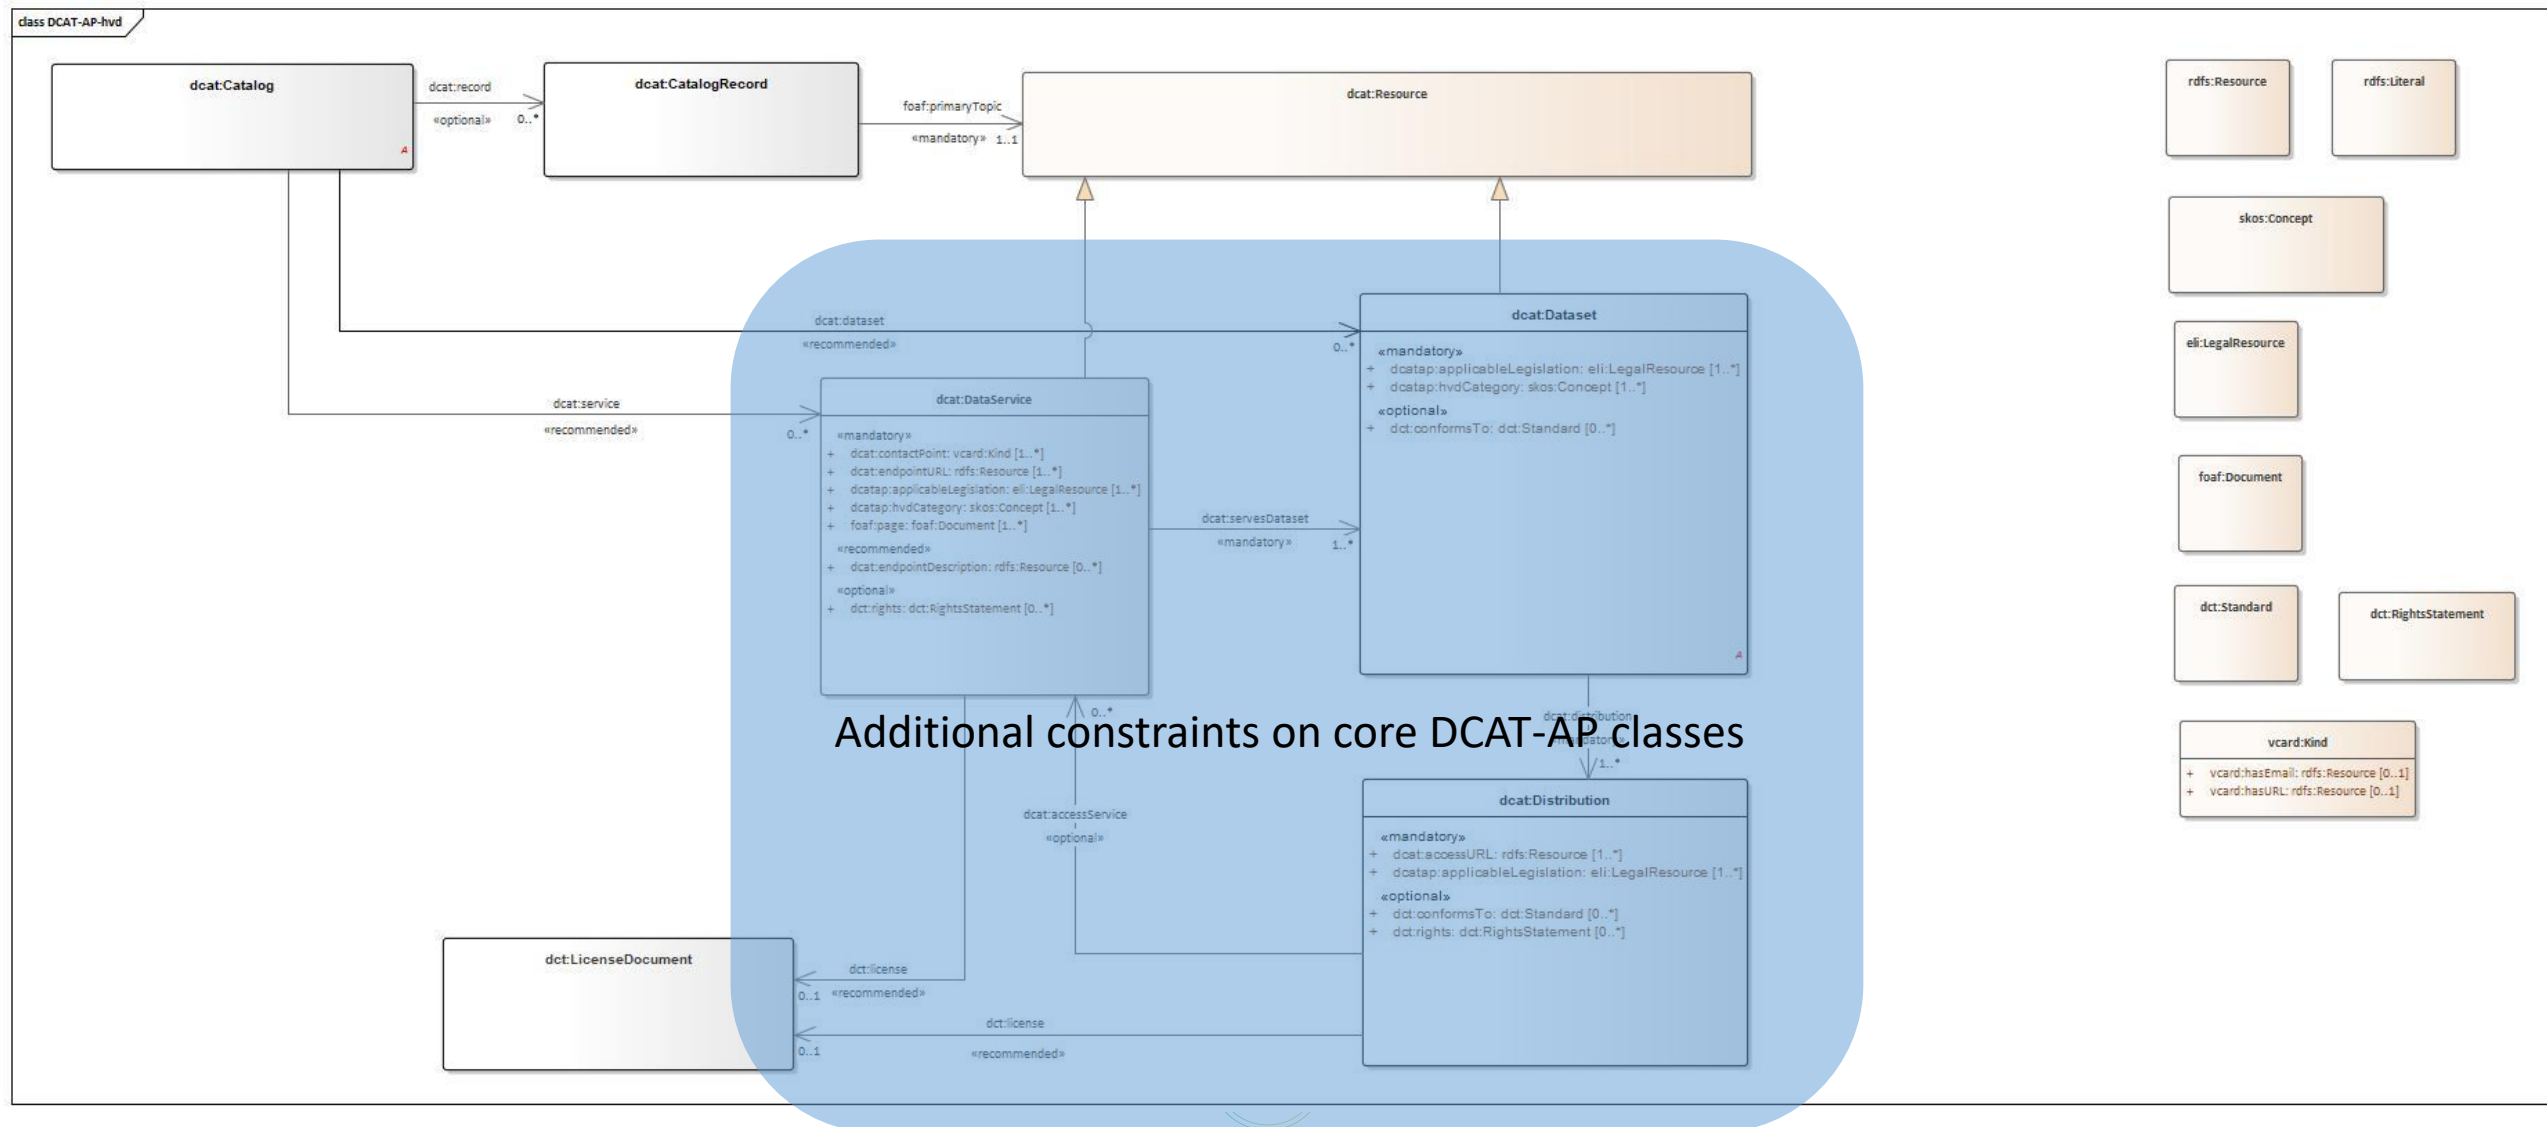 class DCAT-AP-hvd
dcat:Catalog
A
dcat:record
«optional»
0..*
dcat:CatalogRecord
foaf:primaryTopic
«mandatory»
1..1
dcat:Resource
rdfs:Resource
rdfs:Literal
skos:Concept
eli:LegalResource
foaf:Document
dct:Standard
dct:RightsStatement
vcard:Kind
+ vcard:hasEmail: rdfs:Resource [0..1]
+ vcard:hasURL: rdfs:Resource [0..1]
dcat:dataset
«recommended»
0..*
dcat:service
«recommended»
0..*
dcat:Dataset
«mandatory»
+ dcatap:applicableLegislation: eli:LegalResource [1..*]
+ dcatap:hvdCategory: skos:Concept [1..*]
«optional»
+ dct:conformsTo: dct:Standard [0..*]
A
dcat:DataService
«mandatory»
+ dcat:contactPoint: vcard:Kind [1..*]
+ dcat:endpointURL: rdfs:Resource [1..*]
+ dcatap:applicableLegislation: eli:LegalResource [1..*]
+ dcatap:hvdCategory: skos:Concept [1..*]
+ foaf:page: foaf:Document [1..*]
«recommended»
+ dcat:endpointDescription: rdfs:Resource [0..*]
«optional»
+ dct:rights: dct:RightsStatement [0..*]
dcat:servesDataset
«mandatory»
1..*
0..*
dcat:distribution
Additional constraints on core DCAT-AP classes
«mandatory»
1..*
dcat:accessService
«optional»
dcat:Distribution
«mandatory»
+ dcat:accessURL: rdfs:Resource [1..*]
+ dcatap:applicableLegislation: eli:LegalResource [1..*]
«optional»
+ dct:conformsTo: dct:Standard [0..*]
+ dct:rights: dct:RightsStatement [0..*]
dct:LicenseDocument
dct:license
0..1
«recommended»
dct:license
0..1
«recommended»